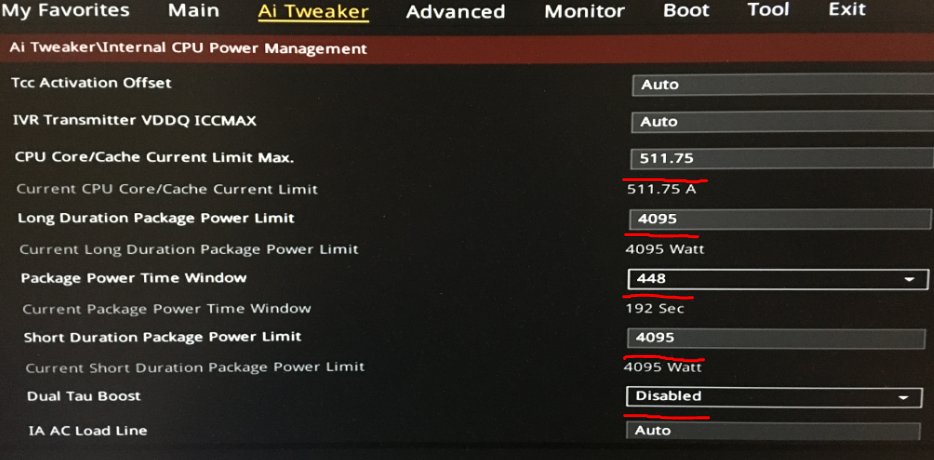 My Favorites Main Ai Tweaker Advanced Monitor Boot Tool Exit
Ai Tweaker\Internal CPU Power Management
Tcc Activation Offset Auto
IVR Transmitter VDDQ ICCMAX Auto
CPU Core/Cache Current Limit Max. 511.75
Current CPU Core/Cache Current Limit 511.75 A
Long Duration Package Power Limit 4095
Current Long Duration Package Power Limit 4095 Watt
Package Power Time Window 448
Current Package Power Time Window 192 Sec
Short Duration Package Power Limit 4095
Current Short Duration Package Power Limit 4095 Watt
Dual Tau Boost Disabled
IA AC Load Line Auto